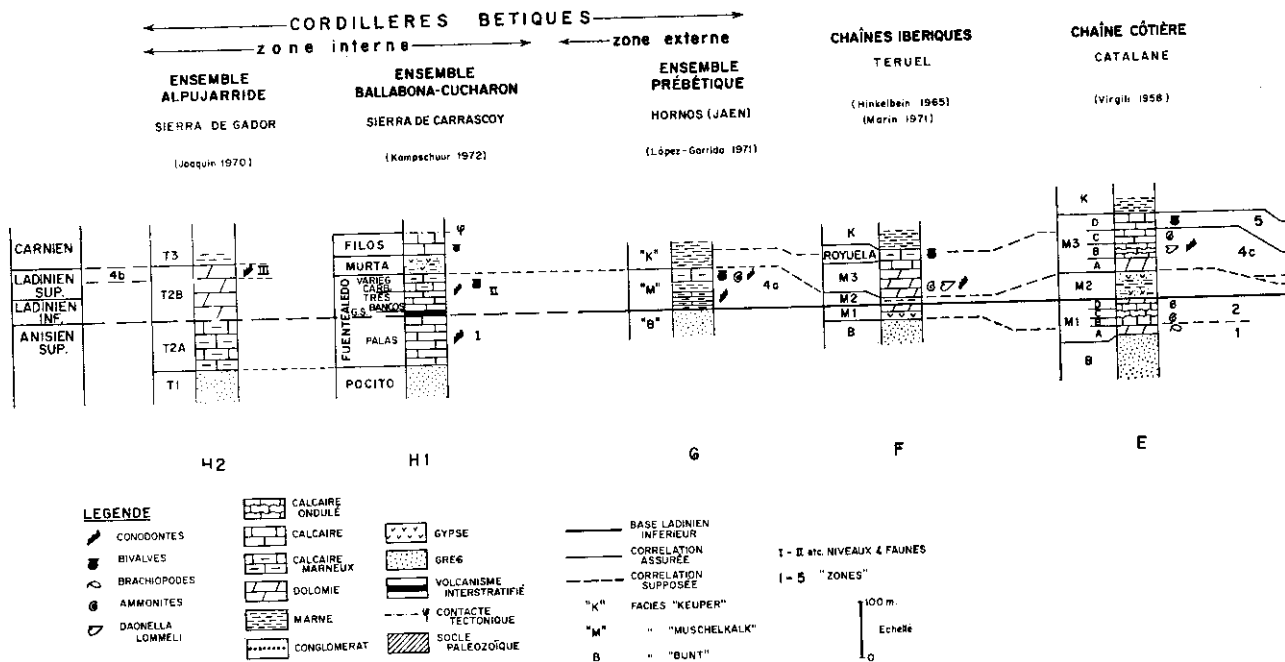 CORDILLERES BETIQUES
zone interne
zone externe
ENSEMBLE
ALPUJARRIDE
SIERRA DE GADOR
(Joaquin 1970)
ENSEMBLE
BALLABONA-CUCHARON
SIERRA DE CARRASCOY
(Kampschuur 1972)
ENSEMBLE
PRÉBÉTIQUE
HORNOS (JAEN)
(López-Garrido 1971)
CHAÎNES IBERIQUES
TERUEL
(Hinkelbein 1965)
(Marin 1971)
CHAÎNE CÔTIÈRE
CATALANE
(Virgili 1958)
CARNIEN
LADINIEN
SUP.
LADINIEN
INF.
ANISIEN
SUP.
4b
T3
T2B
T2A
T1
III
FUENTEALEDO
FILOS
MURTA
VARIEG
CARB.
TRES
BANCOS
G.S.
PALAS
POCITO
φ
II
I
"K"
"M"
"B"
4a
K
ROYUELA
M3
M2
M1
B
K
M3
D
C
B
A
M2
M1
D
C
B
A
B
5
4c
2
1
H2
H1
G
F
E
LEGENDE
CONODONTES
BIVALVES
BRACHIOPODES
AMMONITES
DAONELLA
LOMMELI
CALCAIRE
ONDULÉ
CALCAIRE
CALCAIRE
MARNEUX
DOLOMIE
MARNE
CONGLOMERAT
GYPSE
GRÈS
VOLCANISME
INTERSTRATIFIÉ
φ CONTACTE
TECTONIQUE
SOCLE
PALEOZOÏQUE
BASE LADINIEN
INFERIEUR
CORRELATION
ASSURÉE
CORRELATION
SUPPOSÉE
"K" FACIES "KEUPER"
"M" " "MUSCHELKALK"
B " "BUNT"
I - II etc. NIVEAUX à FAUNES
1 - 5 "ZONES"
100 m.
Echelle
0